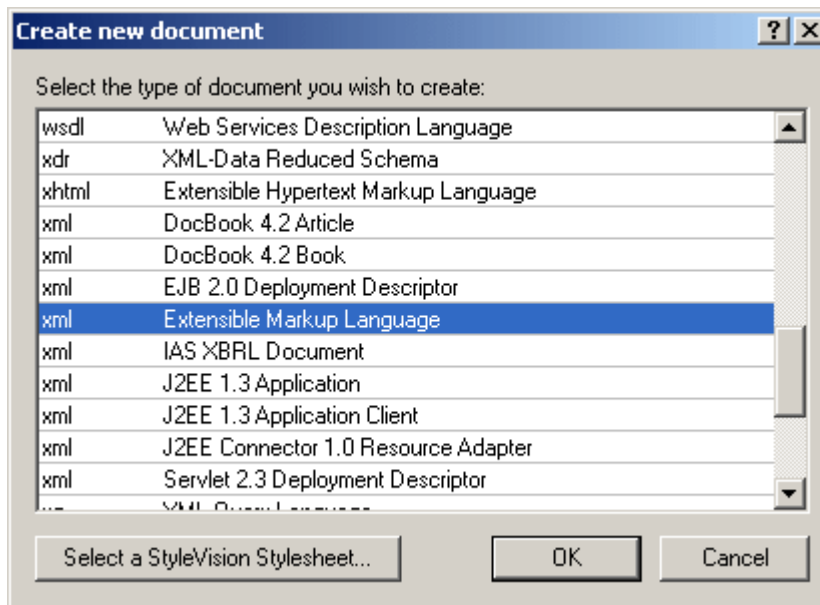 Create new document
Select the type of document you wish to create:
wsdl Web Services Description Language
xdr XML-Data Reduced Schema
xhtml Extensible Hypertext Markup Language
xml DocBook 4.2 Article
xml DocBook 4.2 Book
xml EJB 2.0 Deployment Descriptor
xml Extensible Markup Language
xml IAS XBRL Document
xml J2EE 1.3 Application
xml J2EE 1.3 Application Client
xml J2EE Connector 1.0 Resource Adapter
xml Servlet 2.3 Deployment Descriptor
XML Query Language
Select a StyleVision Stylesheet... OK Cancel